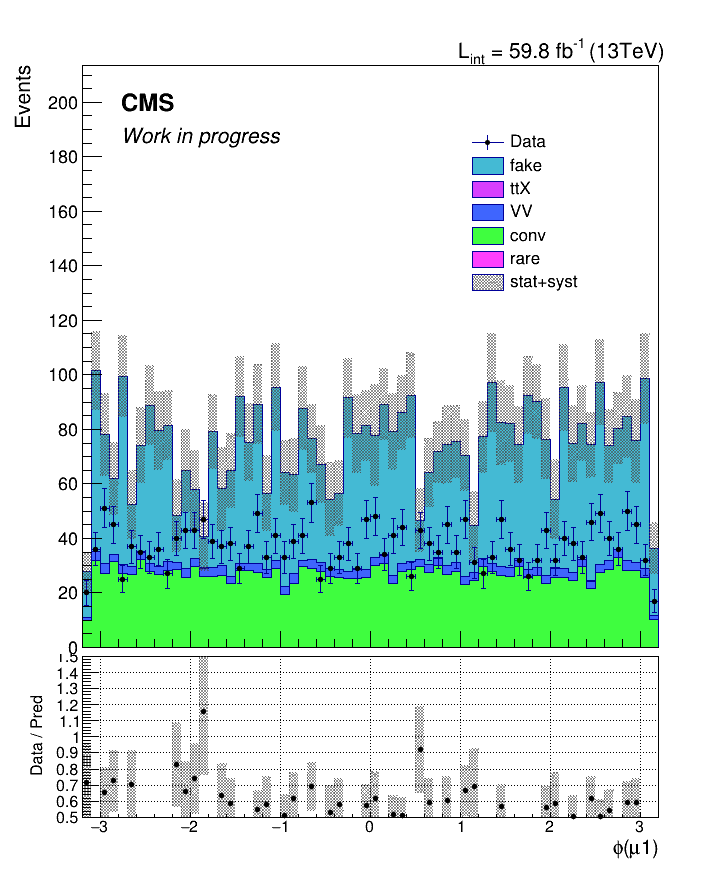 L_int = 59.8 fb⁻¹ (13TeV)
Events
200
180
160
140
120
100
80
60
40
20
0
CMS
Work in progress
Data
fake
ttX
VV
conv
rare
stat+syst
Data / Pred
1.5
1.4
1.3
1.2
1.1
1
0.9
0.8
0.7
0.6
0.5
−3 −2 −1 0 1 2 3
ϕ(μ1)